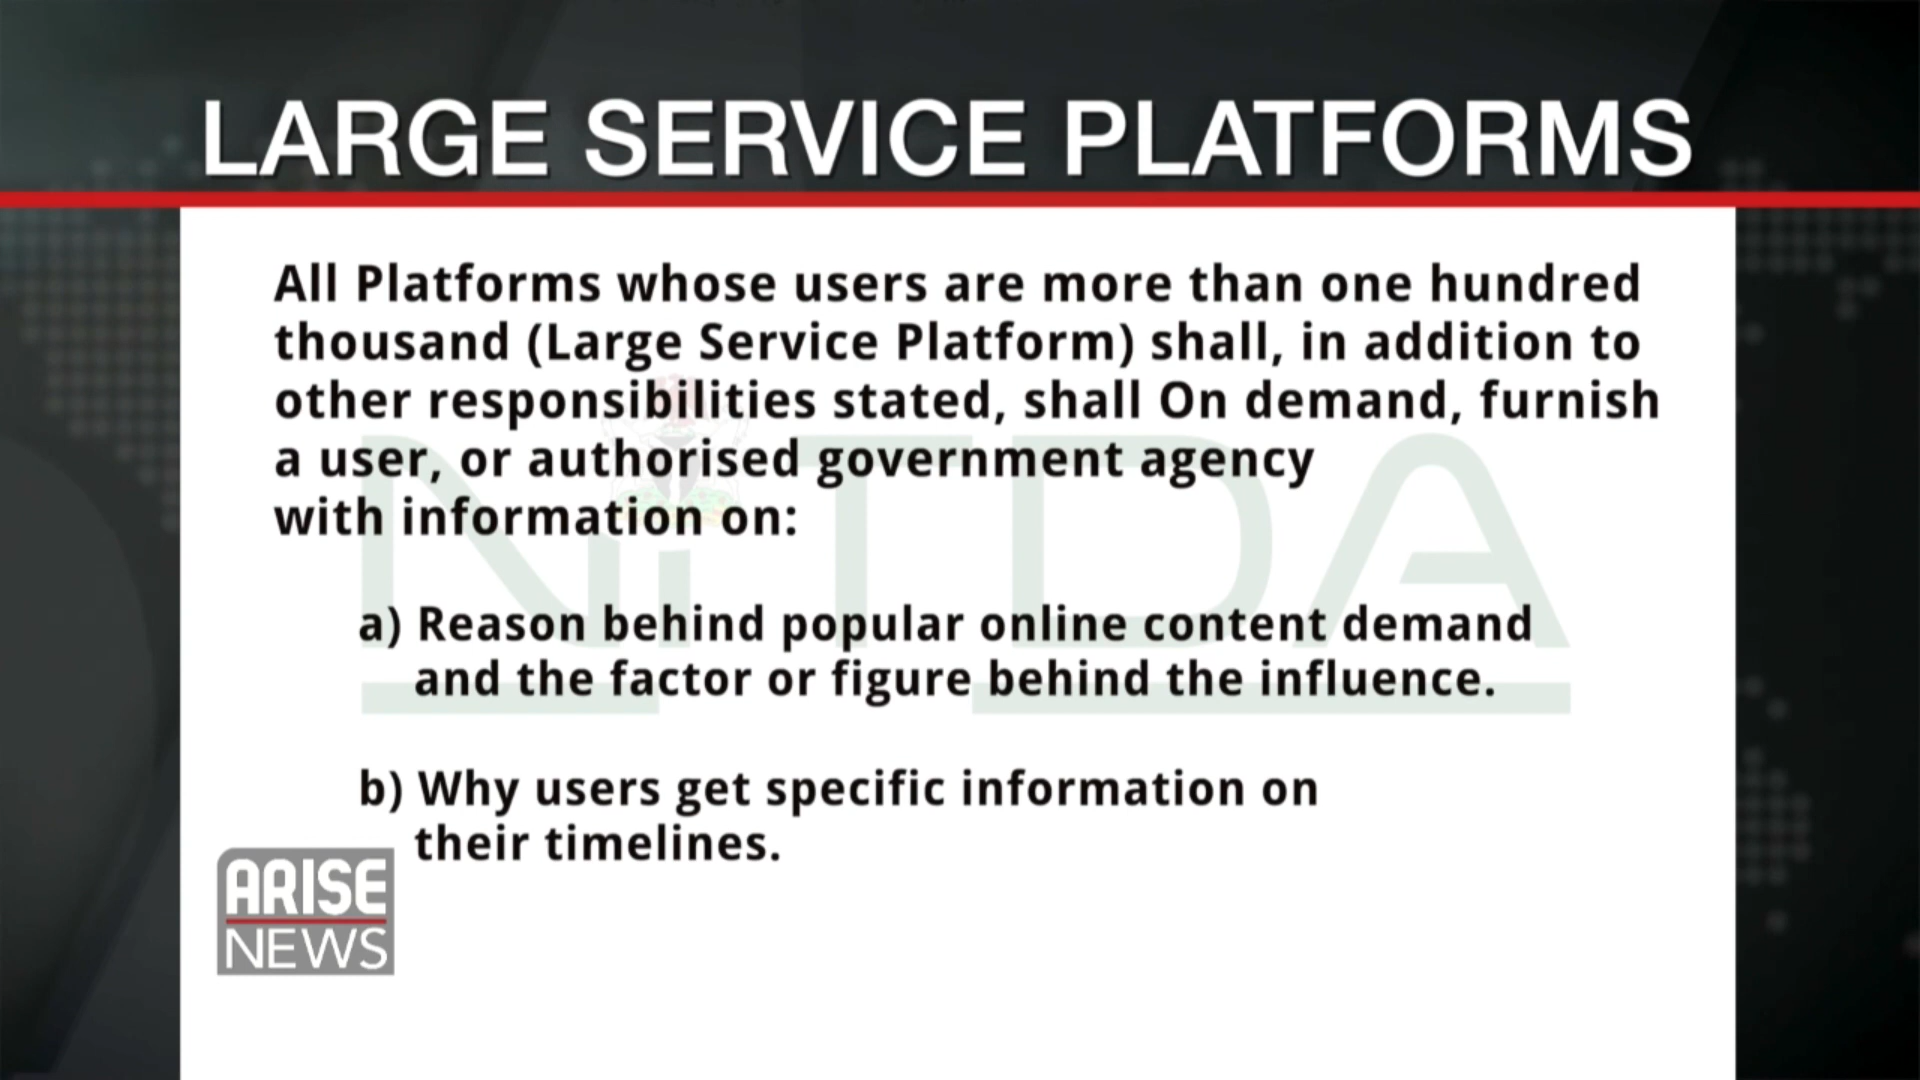 LARGE SERVICE PLATFORMS
All Platforms whose users are more than one hundred
thousand (Large Service Platform) shall, in addition to
other responsibilities stated, shall On demand, furnish
a user, or authorised government agency
with information on:
a) Reason behind popular online content demand
and the factor or figure behind the influence.
b) Why users get specific information on
their timelines.
NITDA
ARISE
NEWS